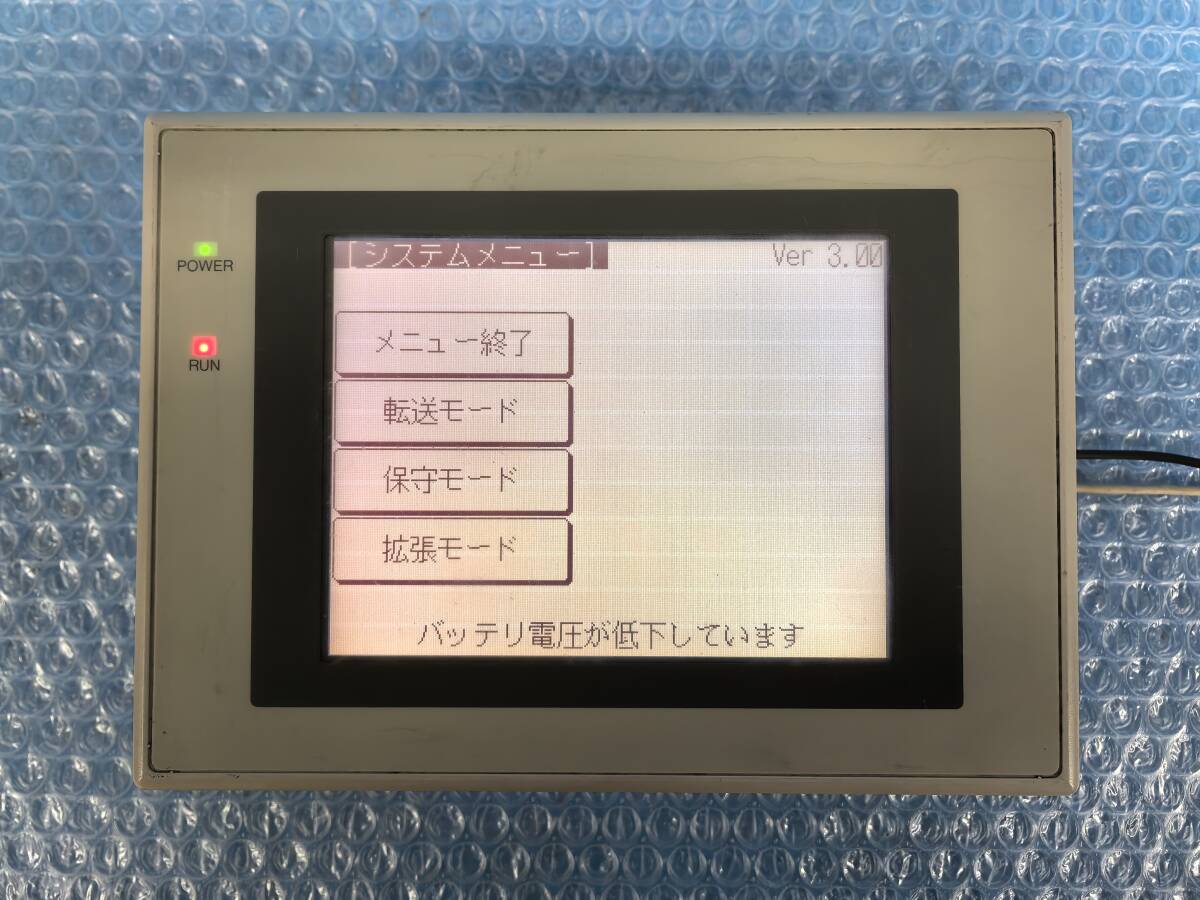 [システムメニュー] Ver 3.00
POWER
RUN
メニュー終了
転送モード
保守モード
拡張モード
バッテリ電圧が低下しています